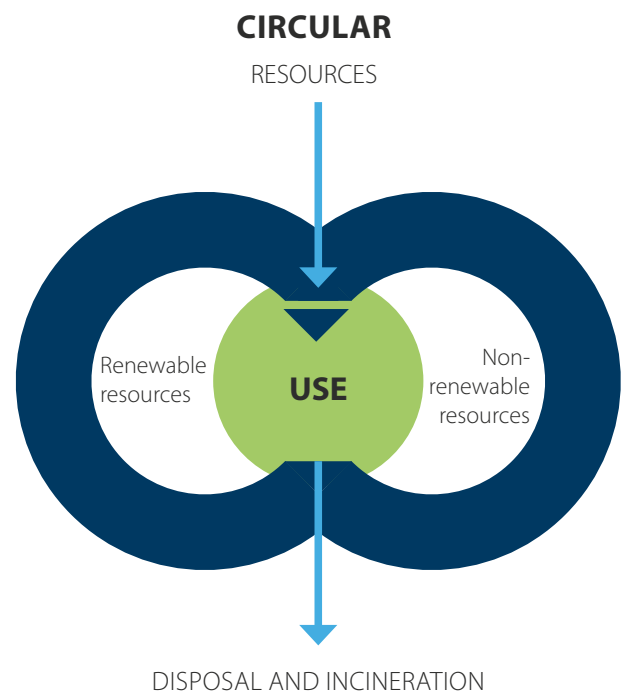 CIRCULAR
RESOURCES
Renewable
resources
USE
Non-
renewable
resources
DISPOSAL AND INCINERATION